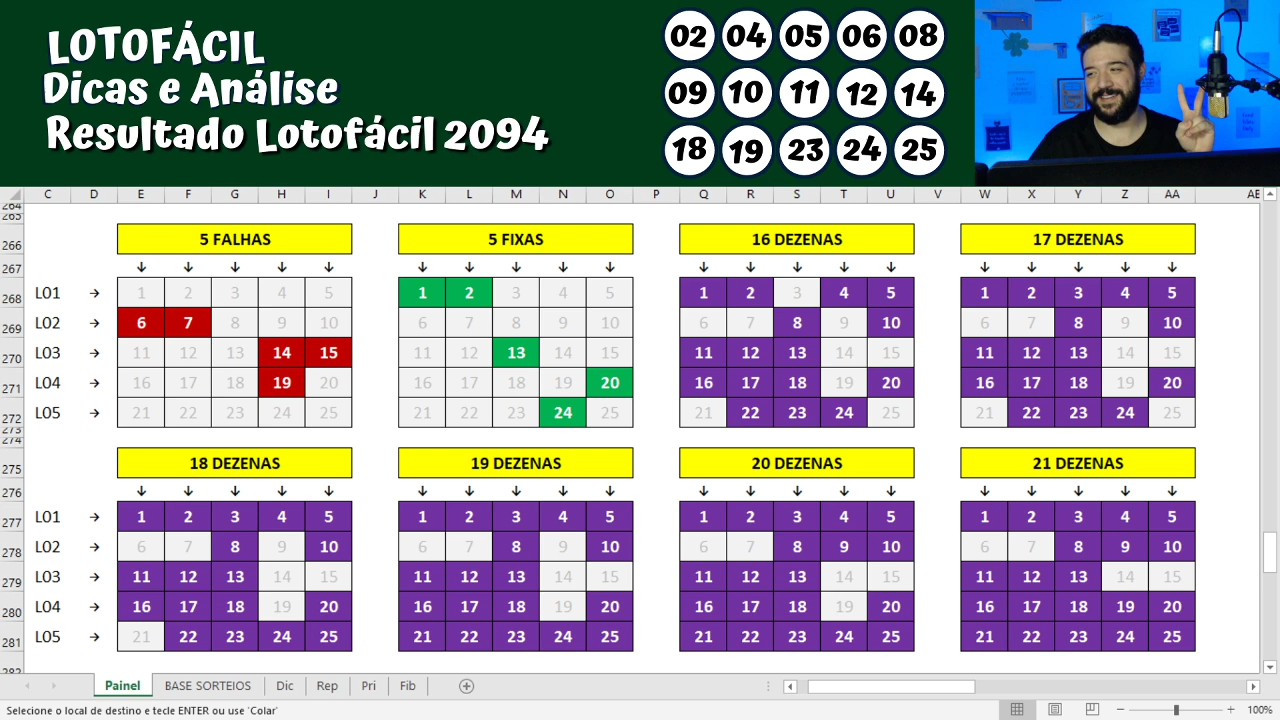 LOTOFÁCIL
Dicas e Análise
Resultado Lotofácil 2094
02 04 05 06 08
09 10 11 12 14
18 19 23 24 25
C D E F G H I J K L M N O P Q R S T U V W X Y Z AA AE
264
265
266 5 FALHAS 5 FIXAS 16 DEZENAS 17 DEZENAS
267 ↓ ↓ ↓ ↓ ↓ ↓ ↓ ↓ ↓ ↓ ↓ ↓ ↓ ↓ ↓ ↓ ↓ ↓ ↓ ↓
268 L01 → 1 2 3 4 5 1 2 3 4 5 1 2 3 4 5 1 2 3 4 5
269 L02 → 6 7 8 9 10 6 7 8 9 10 6 7 8 9 10 6 7 8 9 10
270 L03 → 11 12 13 14 15 11 12 13 14 15 11 12 13 14 15 11 12 13 14 15
271 L04 → 16 17 18 19 20 16 17 18 19 20 16 17 18 19 20 16 17 18 19 20
272 L05 → 21 22 23 24 25 21 22 23 24 25 21 22 23 24 25 21 22 23 24 25
273
274
275 18 DEZENAS 19 DEZENAS 20 DEZENAS 21 DEZENAS
276 ↓ ↓ ↓ ↓ ↓ ↓ ↓ ↓ ↓ ↓ ↓ ↓ ↓ ↓ ↓ ↓ ↓ ↓ ↓ ↓
277 L01 → 1 2 3 4 5 1 2 3 4 5 1 2 3 4 5 1 2 3 4 5
278 L02 → 6 7 8 9 10 6 7 8 9 10 6 7 8 9 10 6 7 8 9 10
279 L03 → 11 12 13 14 15 11 12 13 14 15 11 12 13 14 15 11 12 13 14 15
280 L04 → 16 17 18 19 20 16 17 18 19 20 16 17 18 19 20 16 17 18 19 20
281 L05 → 21 22 23 24 25 21 22 23 24 25 21 22 23 24 25 21 22 23 24 25
282
Painel BASE SORTEIOS Dic Rep Pri Fib
Selecione o local de destino e tecle ENTER ou use 'Colar' 100%